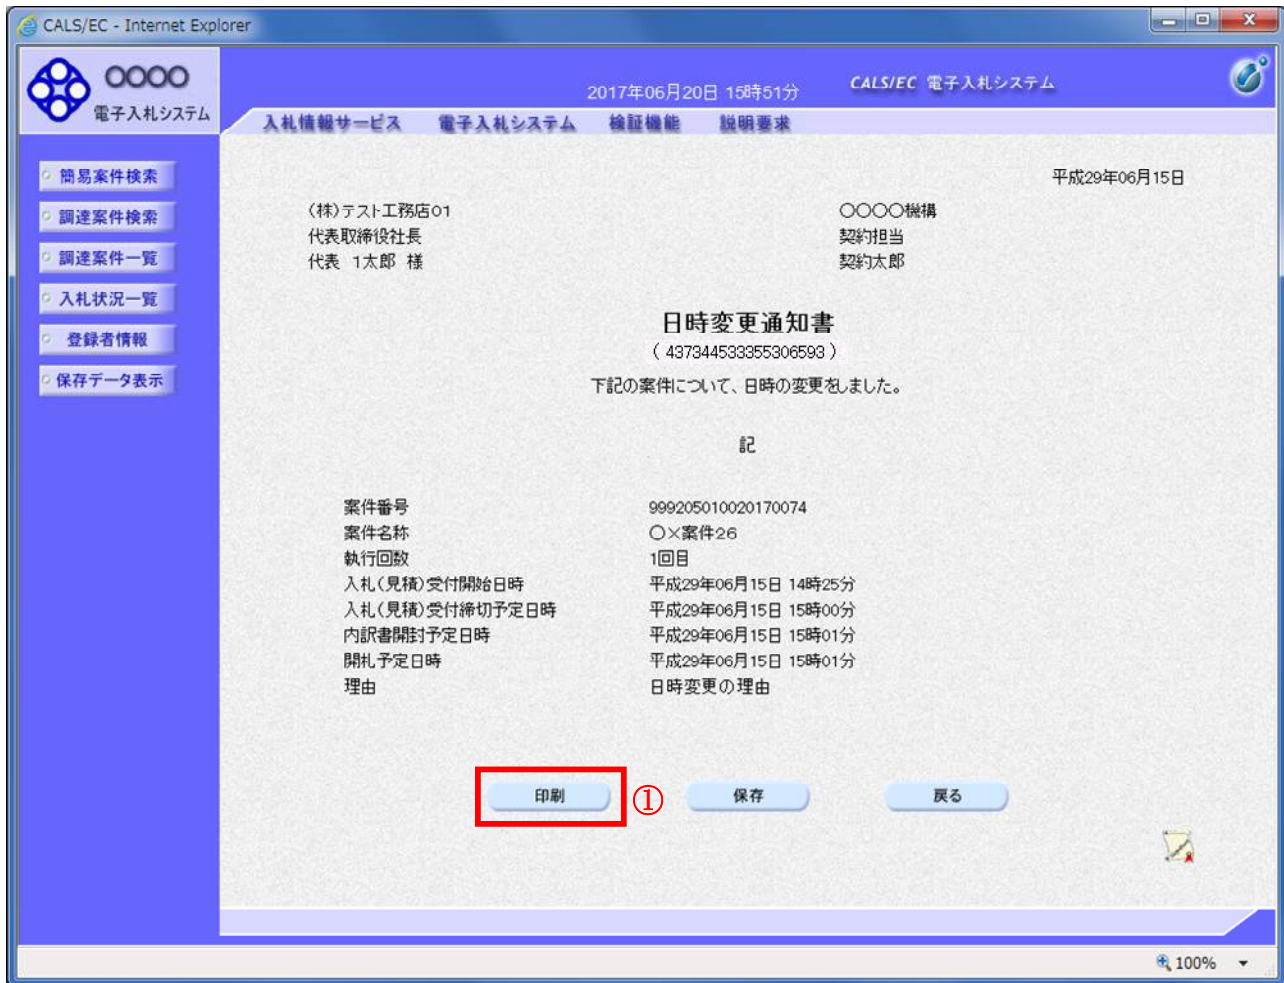 CALS/EC - Internet Explorer
〇〇〇〇
電子入札システム
2017年06月20日 15時51分
CALS/EC 電子入札システム
入札情報サービス 電子入札システム 検証機能 説明要求
簡易案件検索
調達案件検索
調達案件一覧
入札状況一覧
登録者情報
保存データ表示
平成29年06月15日
(株)テスト工務店01
代表取締役社長
代表 1太郎 様
〇〇〇〇機構
契約担当
契約太郎
日時変更通知書
( 437344533355306593 )
下記の案件について、日時の変更をしました。
記
案件番号 999205010020170074
案件名称 〇×案件26
執行回数 1回目
入札(見積)受付開始日時 平成29年06月15日 14時25分
入札(見積)受付締切予定日時 平成29年06月15日 15時00分
内訳書開封予定日時 平成29年06月15日 15時01分
開札予定日時 平成29年06月15日 15時01分
理由 日時変更の理由
印刷 ① 保存 戻る
100%